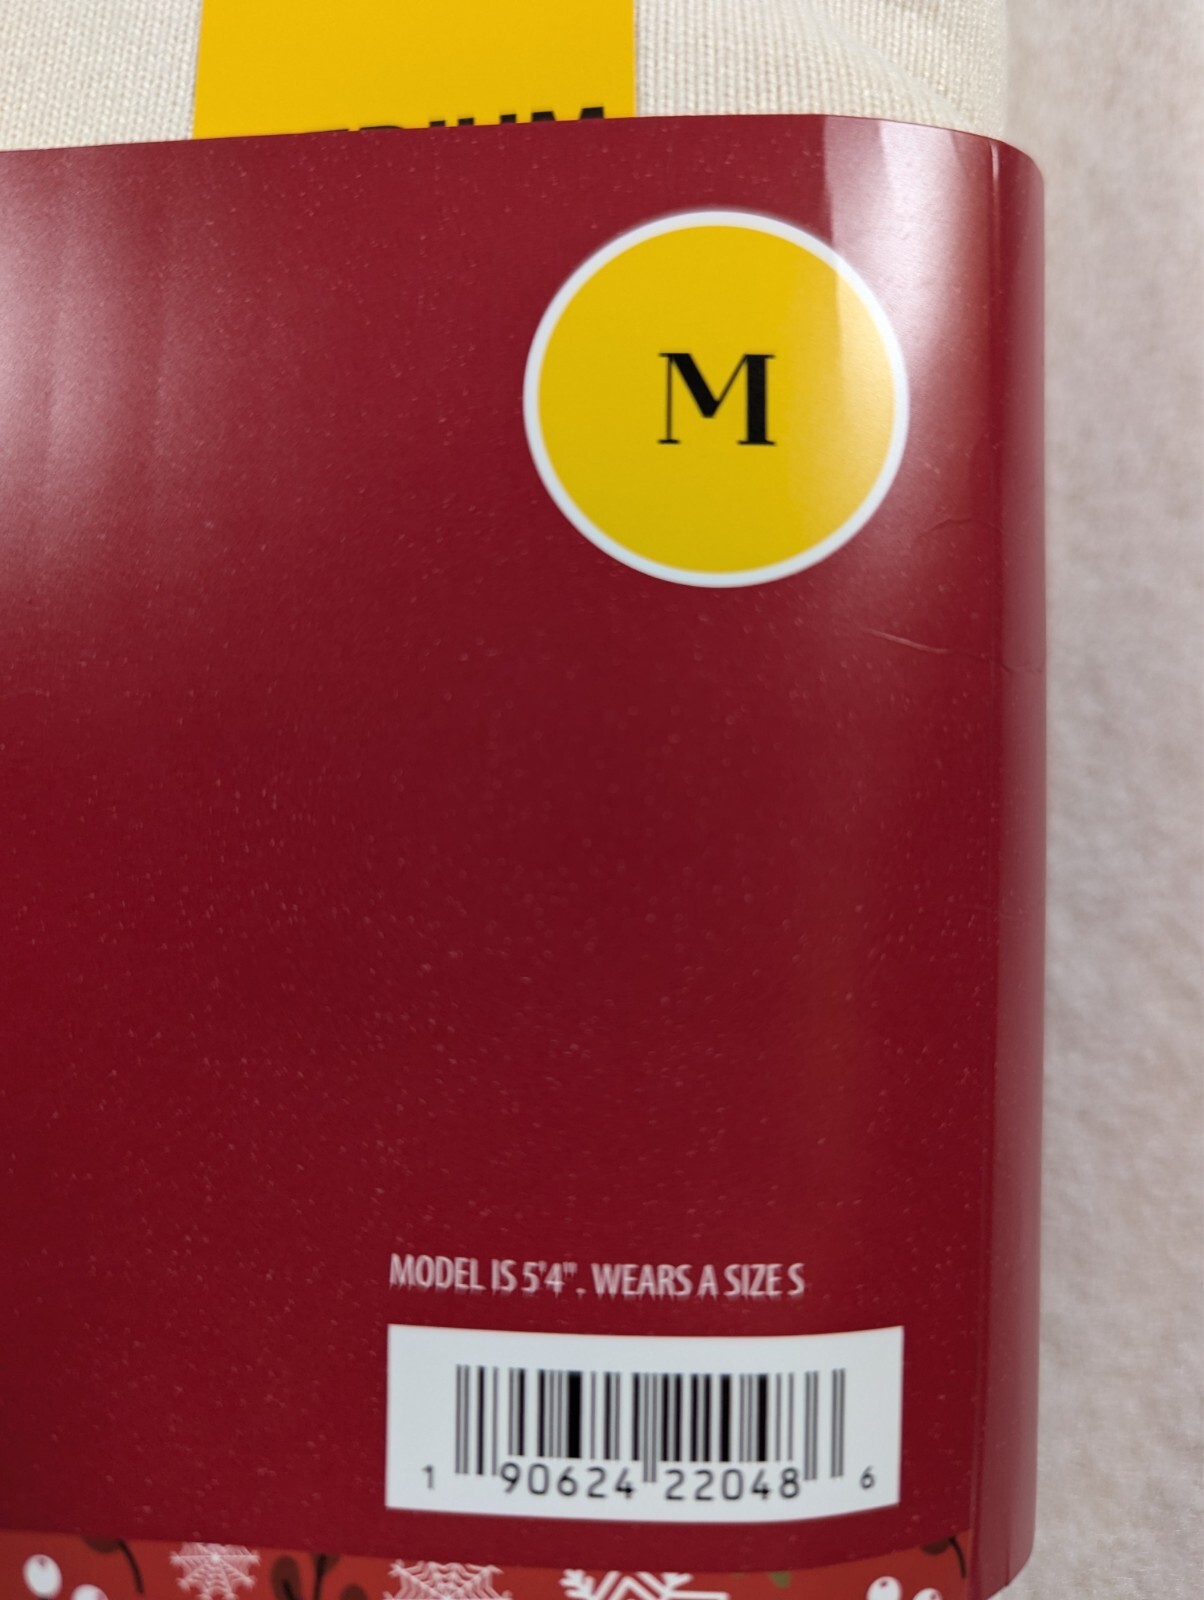 M
MODEL IS 5'4". WEARS A SIZE S
1 90624 22048 6